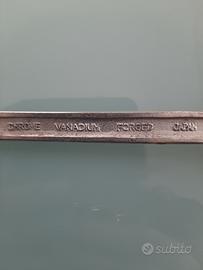 CHROME VANADIUM FORGED JAPAN
subito